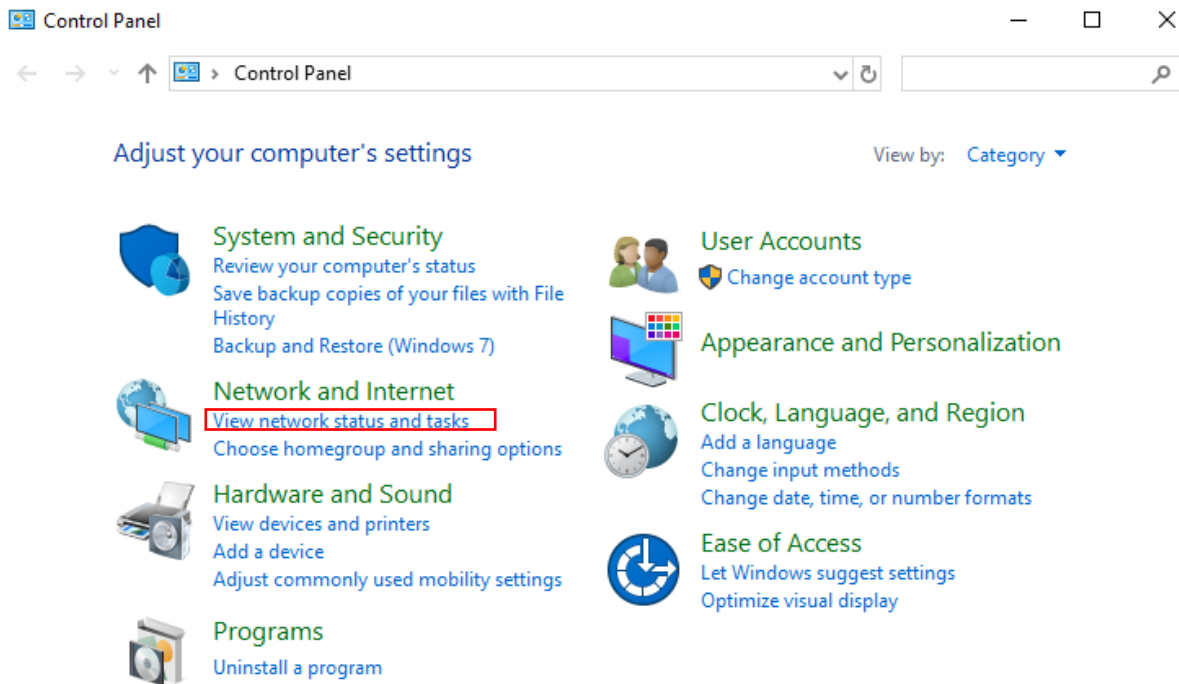 Control Panel
Control Panel
Adjust your computer's settings
View by: Category
System and Security
Review your computer's status
Save backup copies of your files with File
History
Backup and Restore (Windows 7)
Network and Internet
View network status and tasks
Choose homegroup and sharing options
Hardware and Sound
View devices and printers
Add a device
Adjust commonly used mobility settings
Programs
Uninstall a program
User Accounts
Change account type
Appearance and Personalization
Clock, Language, and Region
Add a language
Change input methods
Change date, time, or number formats
Ease of Access
Let Windows suggest settings
Optimize visual display